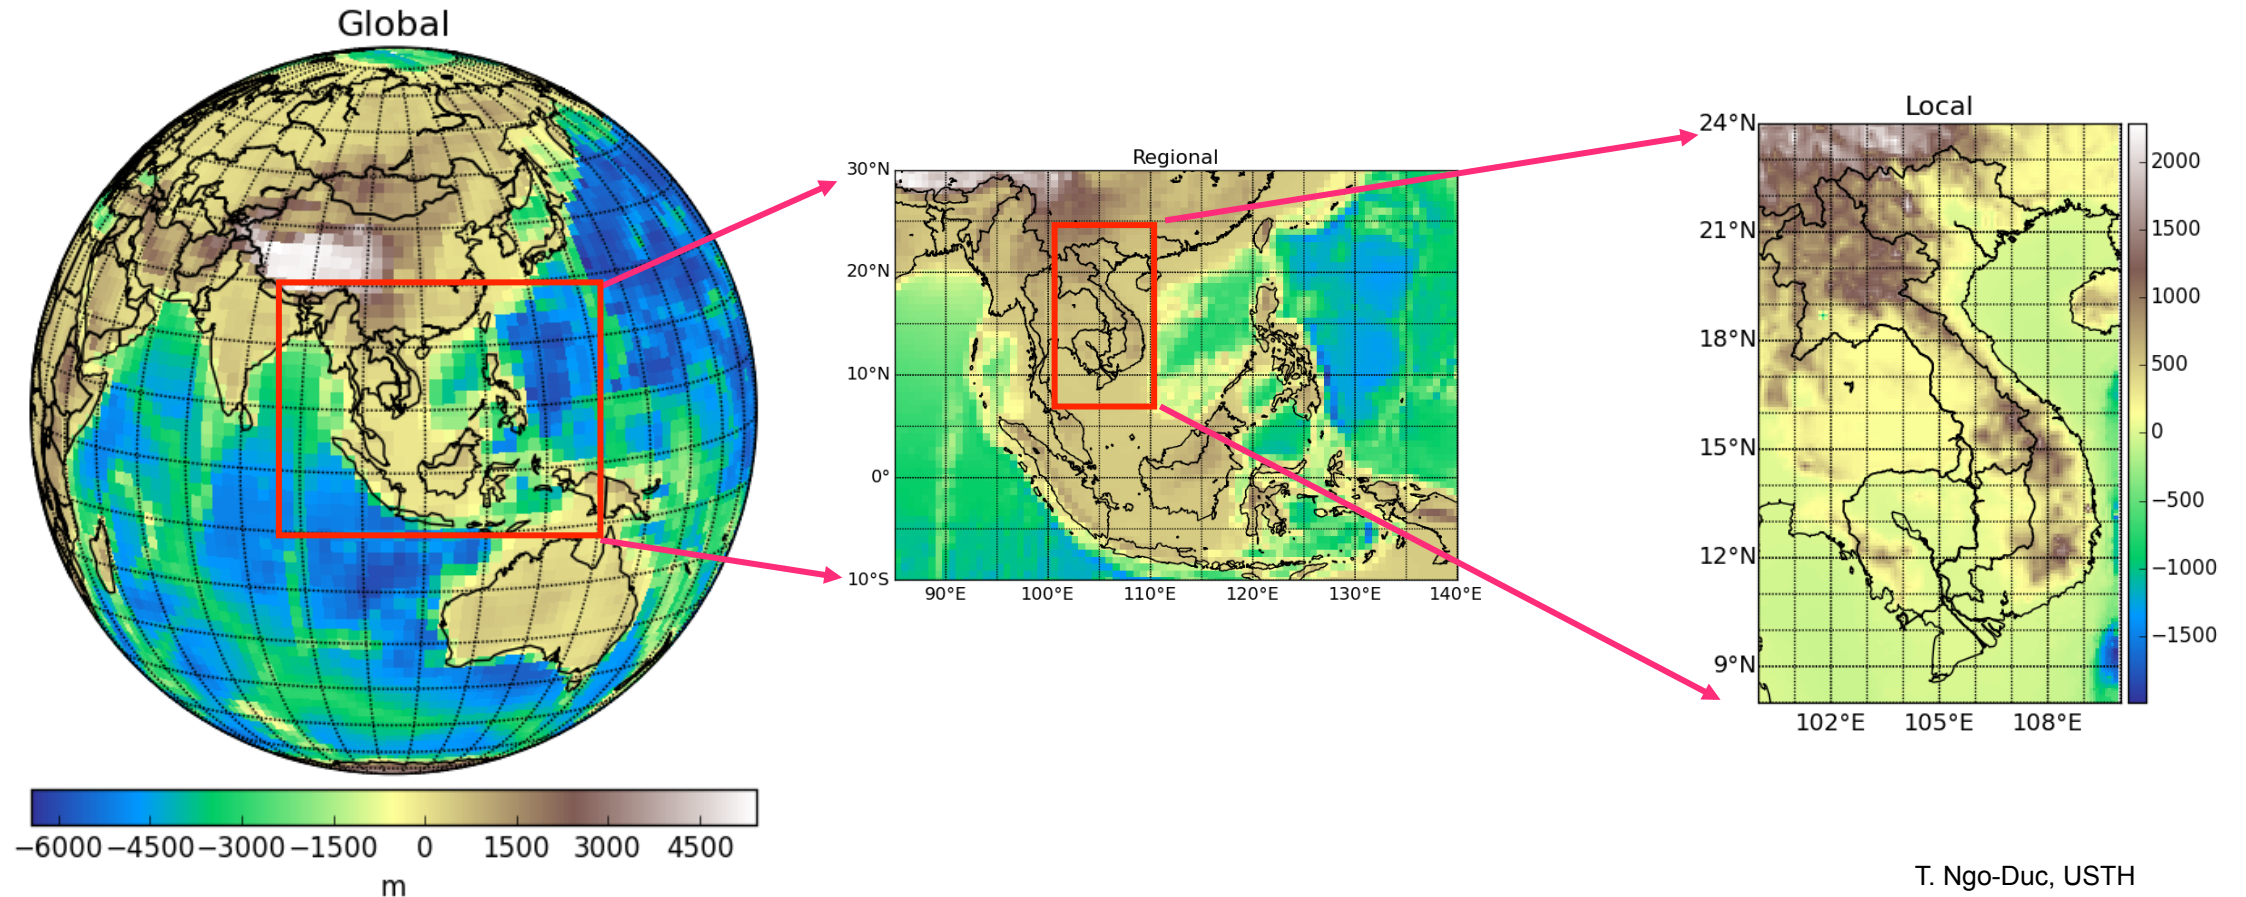 Global
−6000 −4500 −3000 −1500 0 1500 3000 4500
m
Regional
30°N
20°N
10°N
0°
10°S
90°E 100°E 110°E 120°E 130°E 140°E
Local
24°N
21°N
18°N
15°N
12°N
9°N
102°E 105°E 108°E
2000
1500
1000
500
0
−500
−1000
−1500
T. Ngo-Duc, USTH